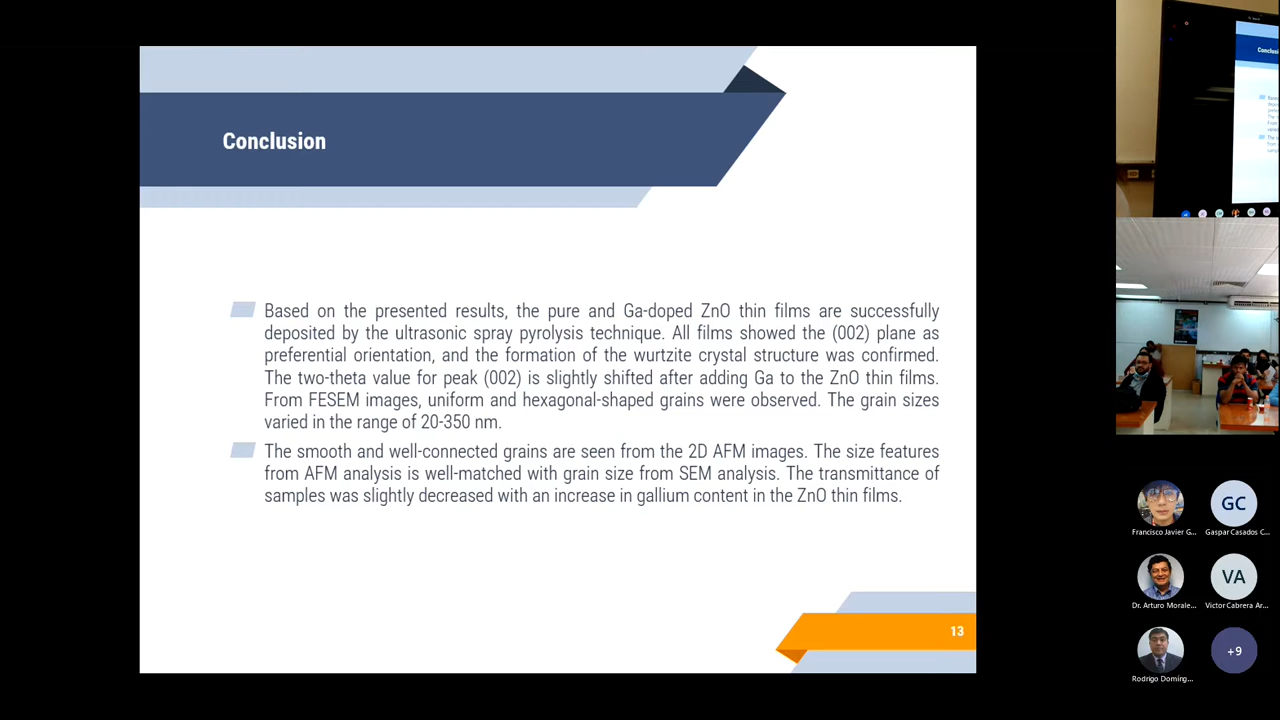 Conclusion
Based on the presented results, the pure and Ga-doped ZnO thin films are successfully
deposited by the ultrasonic spray pyrolysis technique. All films showed the (002) plane as
preferential orientation, and the formation of the wurtzite crystal structure was confirmed.
The two-theta value for peak (002) is slightly shifted after adding Ga to the ZnO thin films.
From FESEM images, uniform and hexagonal-shaped grains were observed. The grain sizes
varied in the range of 20-350 nm.
The smooth and well-connected grains are seen from the 2D AFM images. The size features
from AFM analysis is well-matched with grain size from SEM analysis. The transmittance of
samples was slightly decreased with an increase in gallium content in the ZnO thin films.
13
Conclusi
GC
Francisco Javier G...
Gaspar Casados C...
VA
Dr. Arturo Morale...
Victor Cabrera Ar...
+9
Rodrigo Doming...